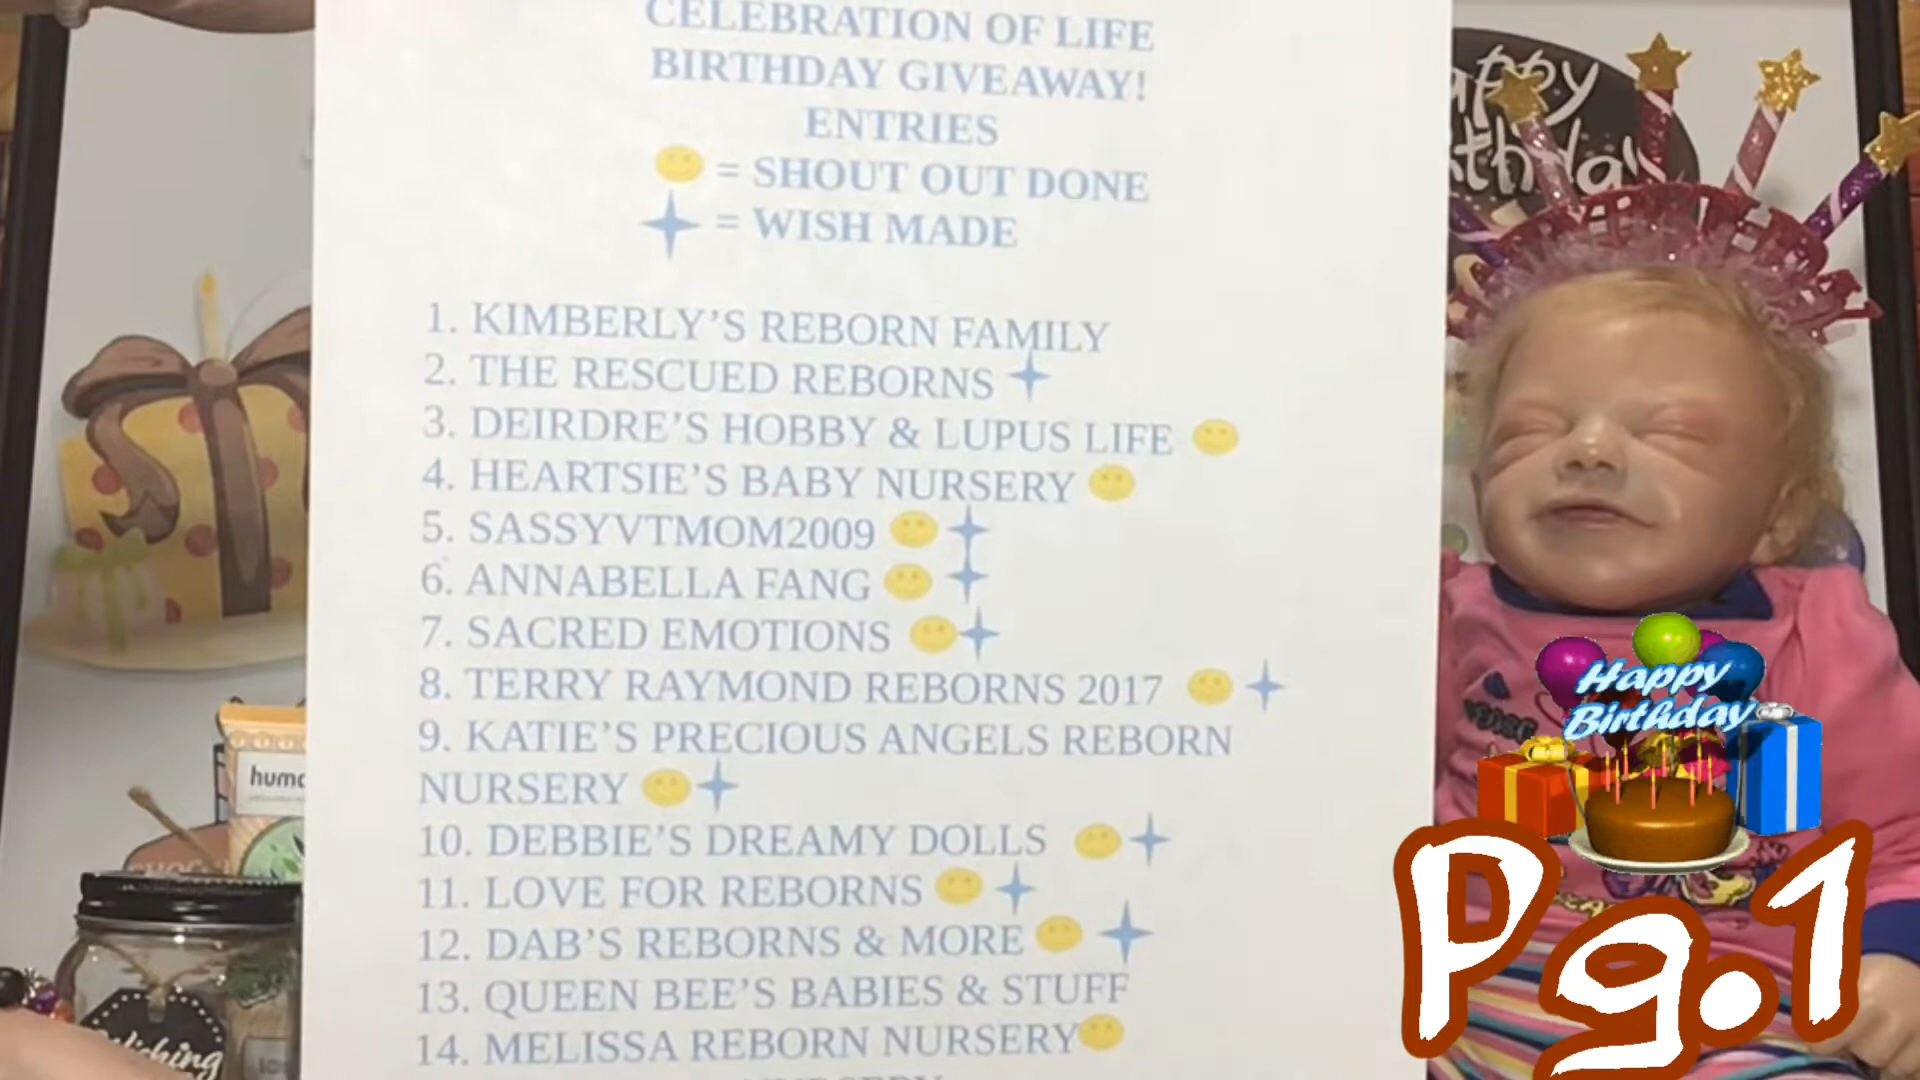 CELEBRATION OF LIFE
BIRTHDAY GIVEAWAY!
ENTRIES
= SHOUT OUT DONE
= WISH MADE
1. KIMBERLY'S REBORN FAMILY
2. THE RESCUED REBORNS
3. DEIRDRE'S HOBBY & LUPUS LIFE
4. HEARTSIE'S BABY NURSERY
5. SASSYVTMOM2009
6. ANNABELLA FANG
7. SACRED EMOTIONS
8. TERRY RAYMOND REBORNS 2017
9. KATIE'S PRECIOUS ANGELS REBORN
NURSERY
10. DEBBIE'S DREAMY DOLLS
11. LOVE FOR REBORNS
12. DAB'S REBORNS & MORE
13. QUEEN BEE'S BABIES & STUFF
14. MELISSA REBORN NURSERY
Happy
Birthday
Pg.1